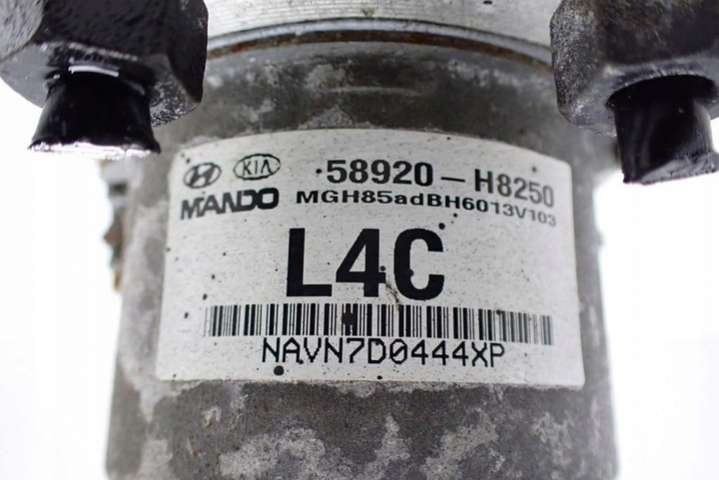 KIA 58920-H8250
MANDO MGH85adBH6013V103
L4C
NAVN7D0444XP